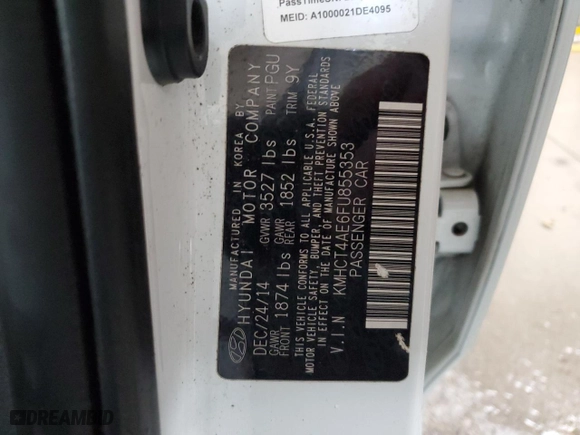 MEID: A1000021DE4095
MANUFACTURED IN KOREA BY
HYUNDAI MOTOR COMPANY
DEC/24/14 GVWR 3527 lbs PAINT PGU
GAWR FRONT 1874 lbs GAWR REAR 1852 lbs TRIM 9Y
THIS VEHICLE CONFORMS TO ALL APPLICABLE U.S.A. FEDERAL
MOTOR VEHICLE SAFETY, BUMPER, AND THEFT PREVENTION STANDARDS
IN EFFECT ON THE DATE OF MANUFACTURE SHOWN ABOVE
V.I.N KMHCT4AE6FU855353
PASSENGER CAR
DREAMBID